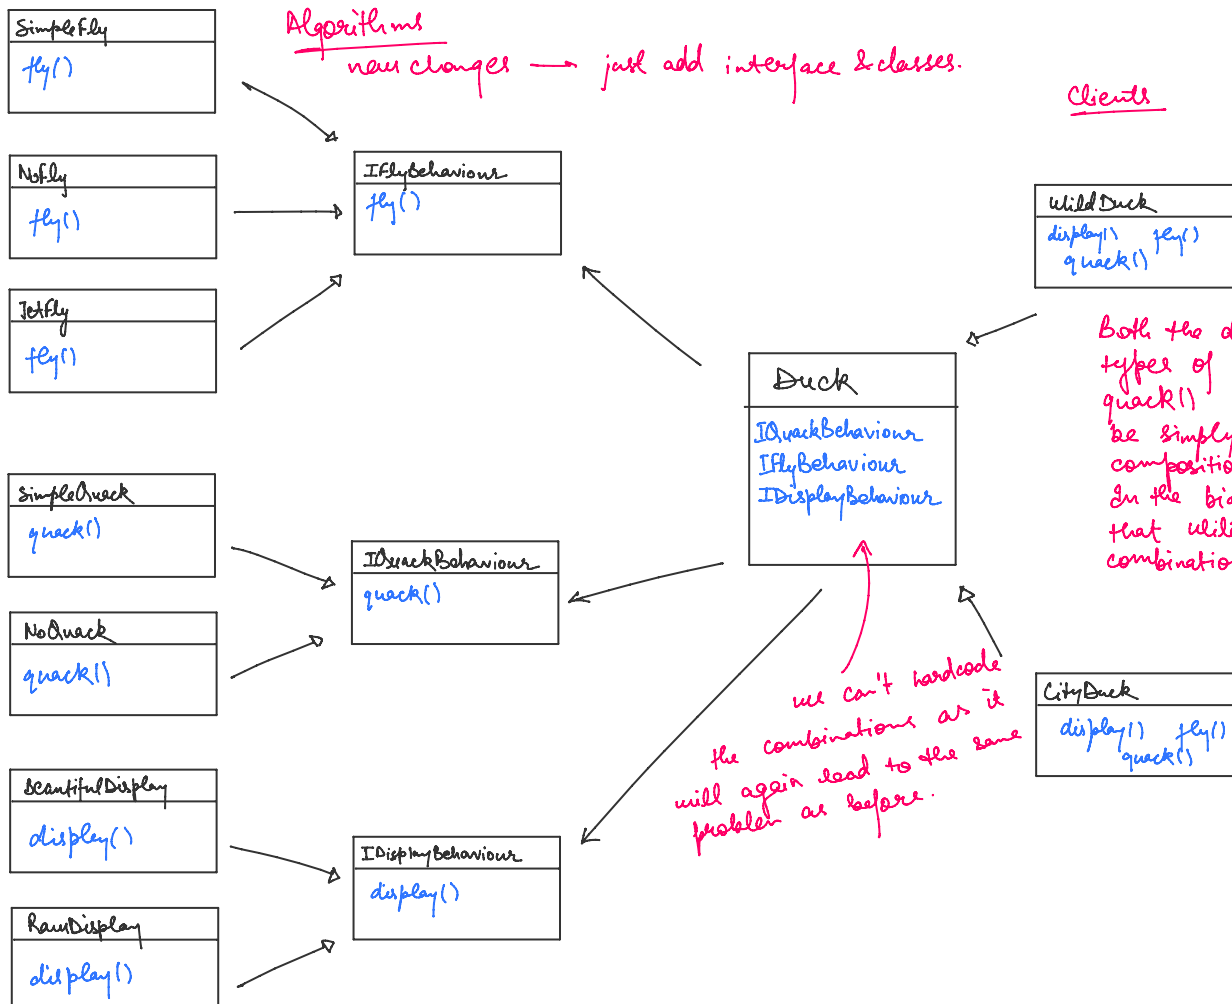 SimpleFly
fly()
Algorithms
new changes → just add interface & classes.
Clients
NoFly
fly()
IFlyBehaviour
fly()
WildDuck
display() fly()
quack()
JetFly
fly()
Both the
types of
quack()
be simply
In the
that
Duck
IQuackBehaviour
IFlyBehaviour
IDisplayBehaviour
SimpleQuack
quack()
IQuackBehaviour
quack()
NoQuack
quack()
we can't hardcode
the combinations as it
will again lead to the same
problem as before.
CityDuck
display() fly()
quack()
BeautifulDisplay
display()
IDisplayBehaviour
display()
RawDisplay
display()